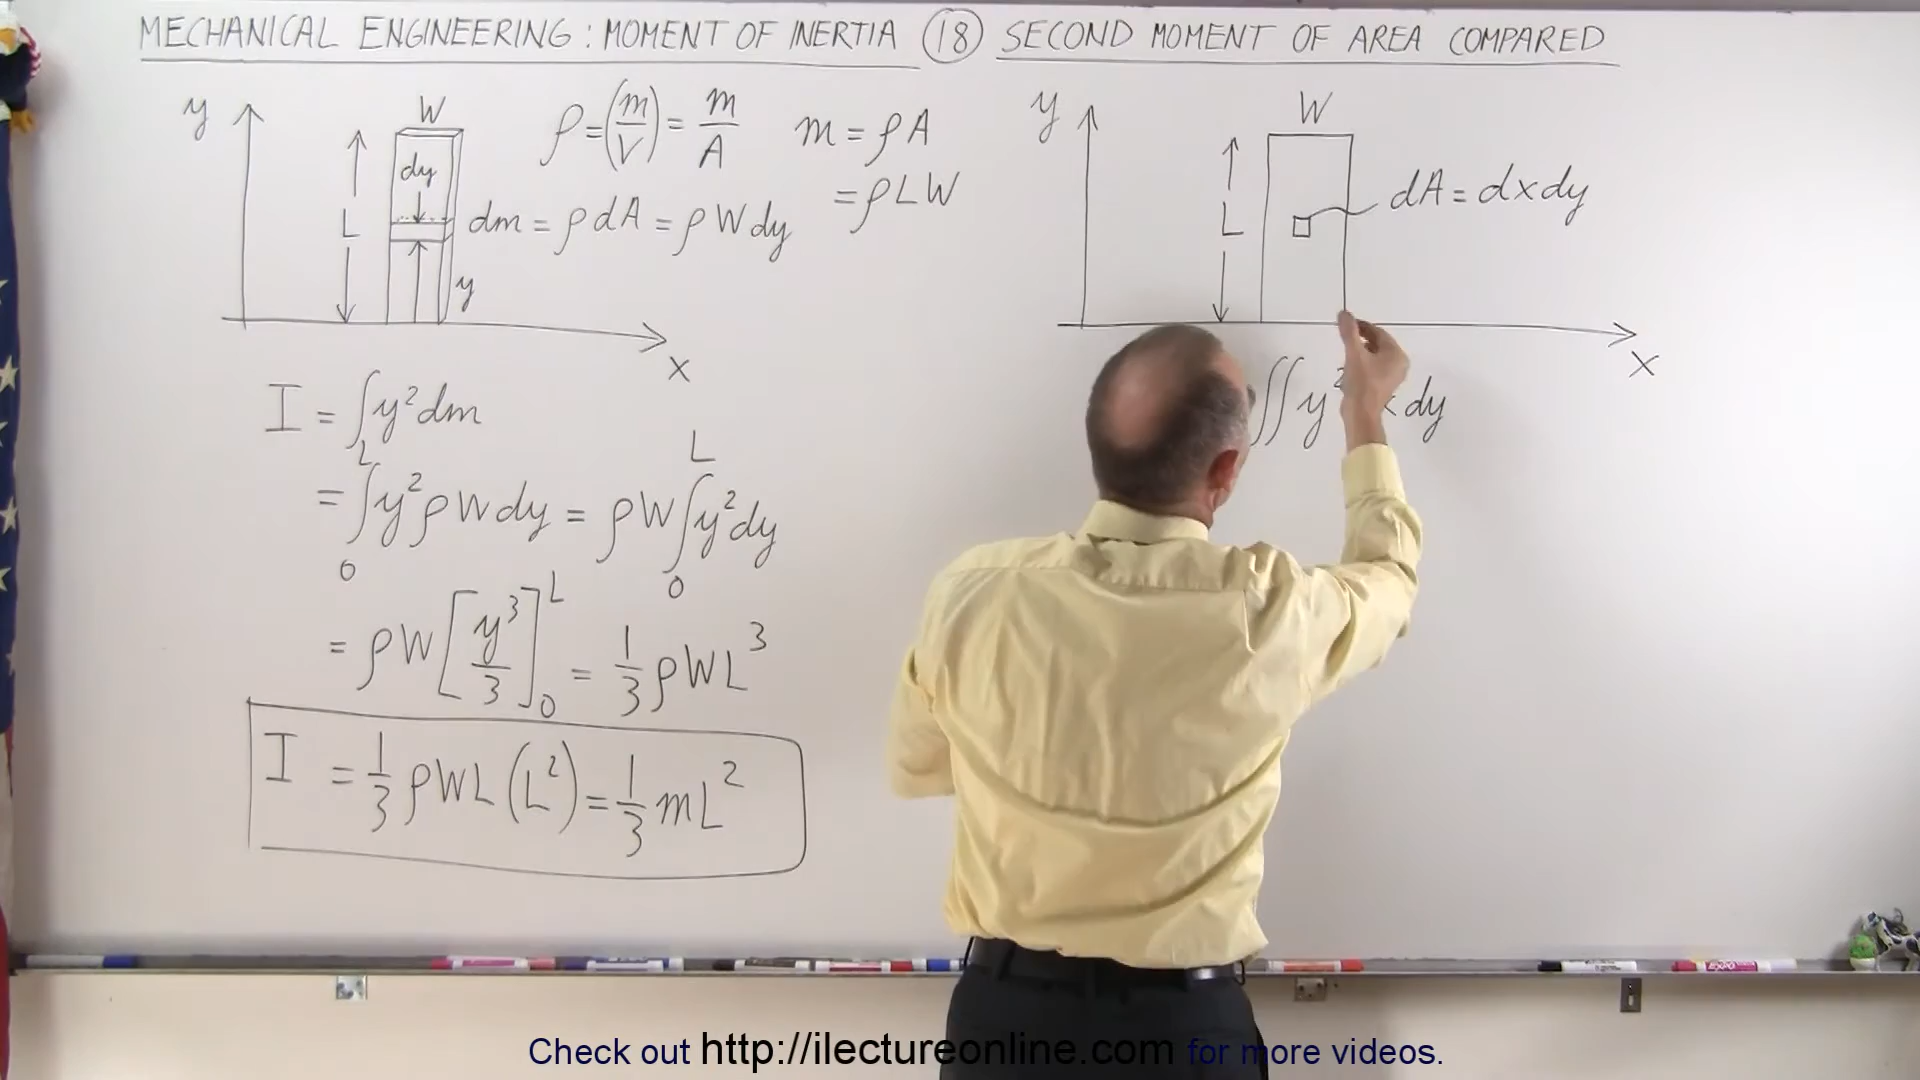 MECHANICAL ENGINEERING: MOMENT OF INERTIA (18) SECOND MOMENT OF AREA COMPARED
y
W
L
dy
y
x
ρ = (m/V) = m/A
m = ρA
= ρLW
dm = ρdA = ρWdy
I = ∫y²dm
= ∫₀ᴸ y²ρWdy = ρW∫₀ᴸ y²dy
= ρW[y³/3]₀ᴸ = 1/3 ρWL³
I = 1/3 ρWL(L²) = 1/3 mL²
y
W
L
dA = dxdy
x
∫∫y² dy
Check out http://ilectureonline.com for more videos.